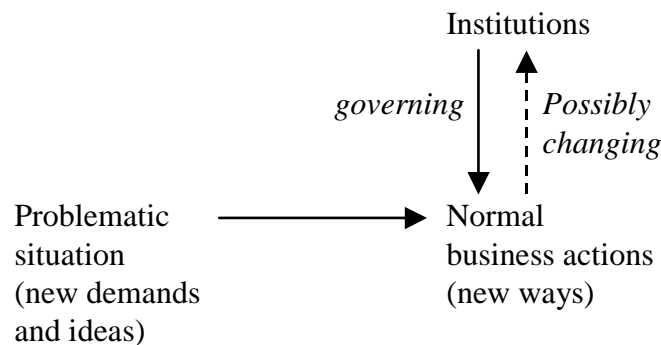 Institutions
governing
Possibly
changing
Problematic
situation
(new demands
and ideas)
Normal
business actions
(new ways)